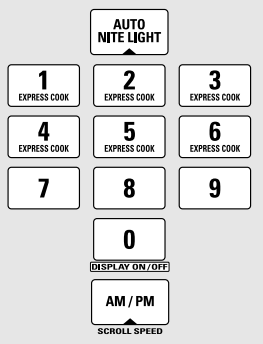 AUTO
NITE LIGHT
1 2 3
EXPRESS COOK EXPRESS COOK EXPRESS COOK
4 5 6
EXPRESS COOK EXPRESS COOK EXPRESS COOK
7 8 9
0
DISPLAY ON/OFF
AM/PM
SCROLL SPEED